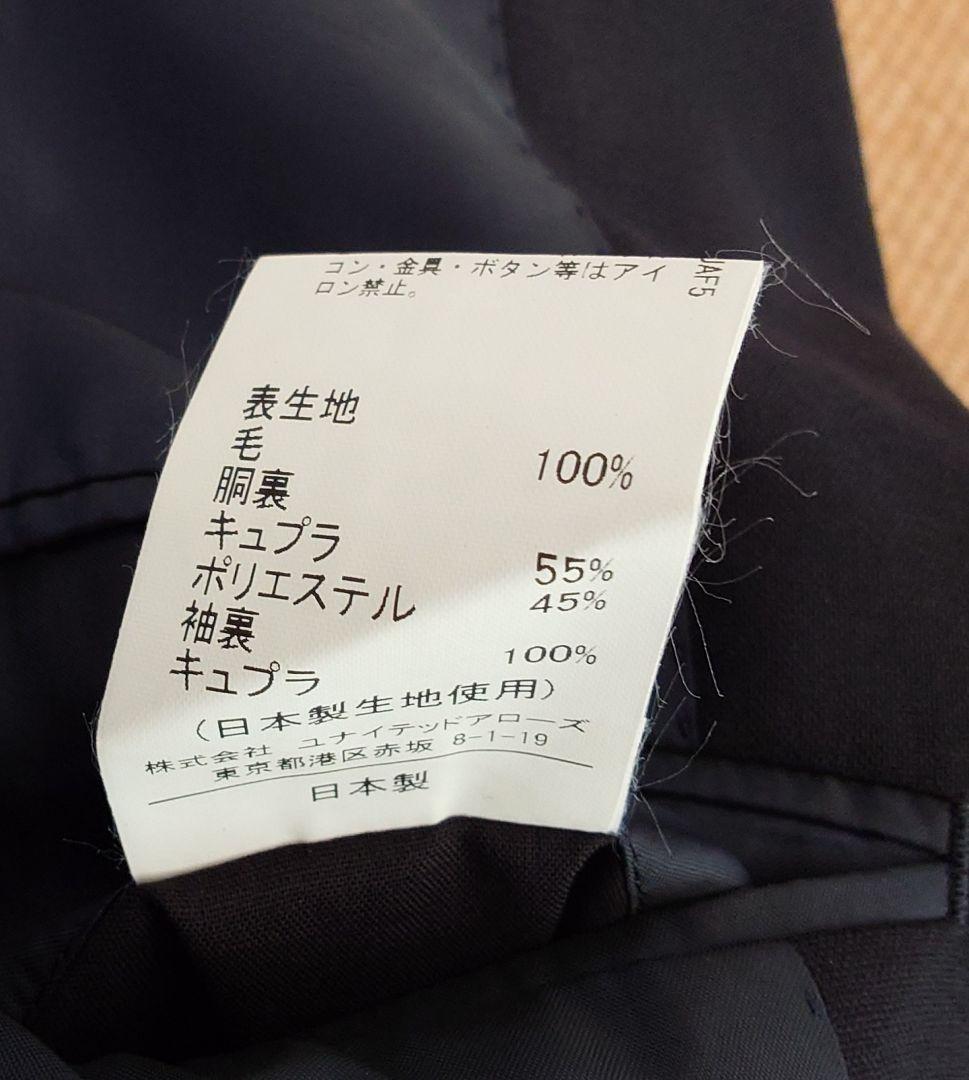 コン・金具・ボタン等はアイ
ロン禁止。
JAF5
表生地
毛 100%
胴裏
キュプラ 55%
ポリエステル 45%
袖裏
キュプラ 100%
（日本製生地使用）
株式会社 ユナイテッドアローズ
東京都港区赤坂 8-1-19
日本製